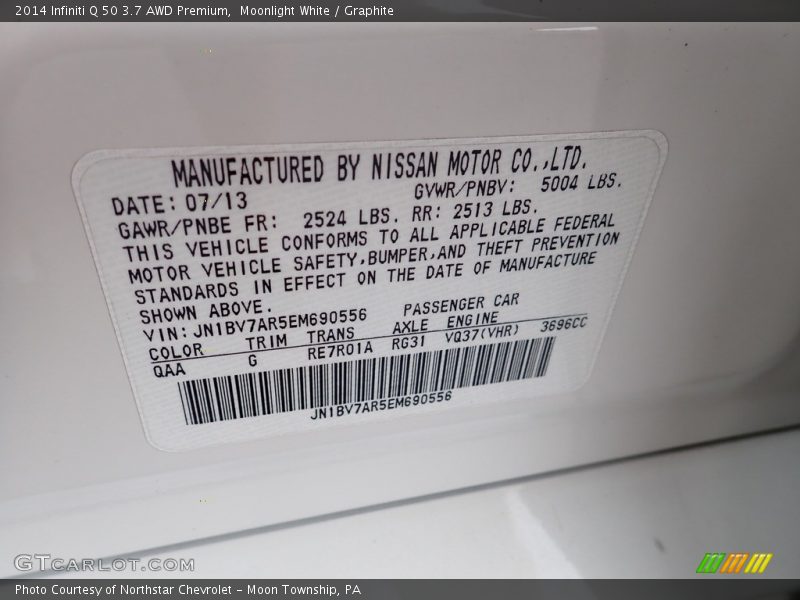 2014 Infiniti Q 50 3.7 AWD Premium,  Moonlight White / Graphite
MANUFACTURED BY NISSAN MOTOR CO.,LTD.
DATE: 07/13 GVWR/PNBV: 5004 LBS.
GAWR/PNBE FR: 2524 LBS. RR: 2513 LBS.
THIS VEHICLE CONFORMS TO ALL APPLICABLE FEDERAL
MOTOR VEHICLE SAFETY,BUMPER,AND THEFT PREVENTION
STANDARDS IN EFFECT ON THE DATE OF MANUFACTURE
SHOWN ABOVE.
VIN: JN1BV7AR5EM690556 PASSENGER CAR
COLOR TRIM TRANS AXLE ENGINE
QAA G RE7R01A RG31 VQ37(VHR) 3696CC
JN1BV7AR5EM690556
GTCARLOT.COM
Photo Courtesy of Northstar Chevrolet – Moon Township, PA